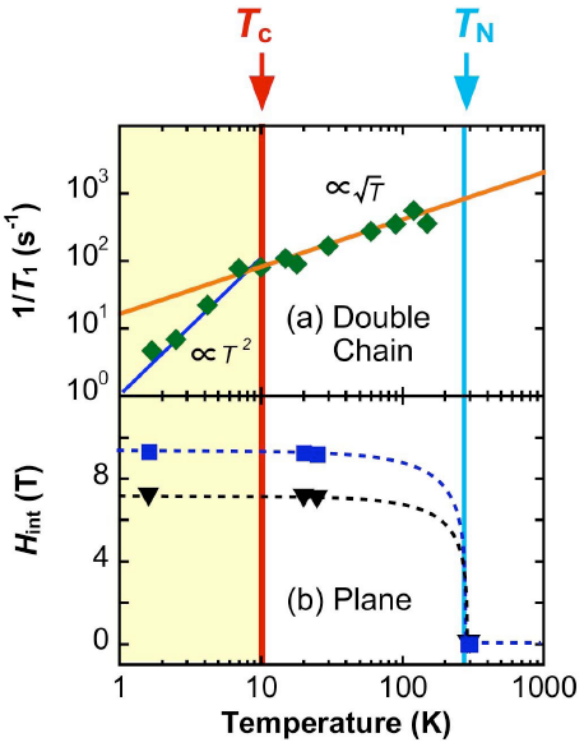 Tc TN
10³
10²
10¹
10⁰
1/T₁ (s⁻¹)
∝√T
∝T²
(a) Double
Chain
8
4
0
Hint (T)
(b) Plane
1 10 100 1000
Temperature (K)